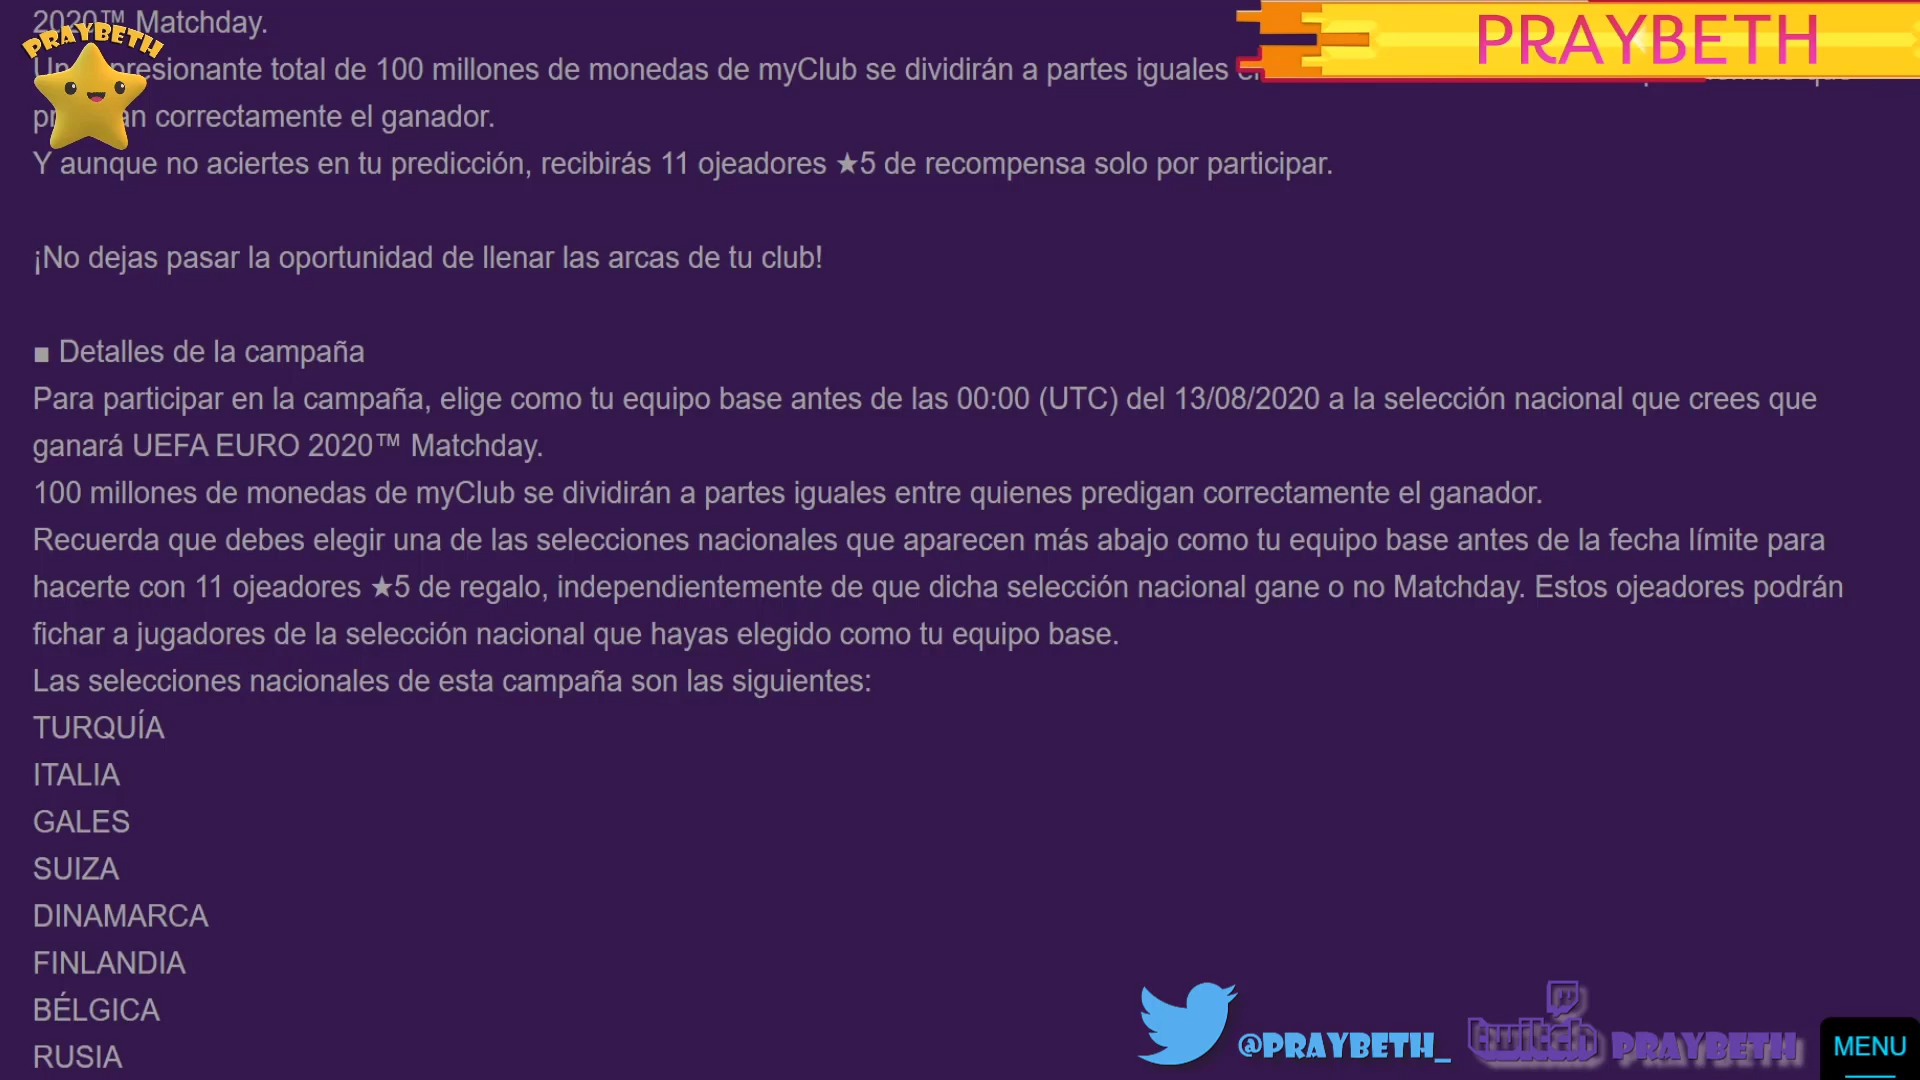 2020™ Matchday.
PRAYBETH
PRAYBETH
presionante total de 100 millones de monedas de myClub se dividirán a partes iguales
correctamente el ganador.
Y aunque no aciertes en tu predicción, recibirás 11 ojeadores ★5 de recompensa solo por participar.
¡No dejas pasar la oportunidad de llenar las arcas de tu club!
■ Detalles de la campaña
Para participar en la campaña, elige como tu equipo base antes de las 00:00 (UTC) del 13/08/2020 a la selección nacional que crees que
ganará UEFA EURO 2020™ Matchday.
100 millones de monedas de myClub se dividirán a partes iguales entre quienes predigan correctamente el ganador.
Recuerda que debes elegir una de las selecciones nacionales que aparecen más abajo como tu equipo base antes de la fecha límite para
hacerte con 11 ojeadores ★5 de regalo, independientemente de que dicha selección nacional gane o no Matchday. Estos ojeadores podrán
fichar a jugadores de la selección nacional que hayas elegido como tu equipo base.
Las selecciones nacionales de esta campaña son las siguientes:
TURQUÍA
ITALIA
GALES
SUIZA
DINAMARCA
FINLANDIA
BÉLGICA
RUSIA
@PRAYBETH_
twitch PRAYBETH
MENU